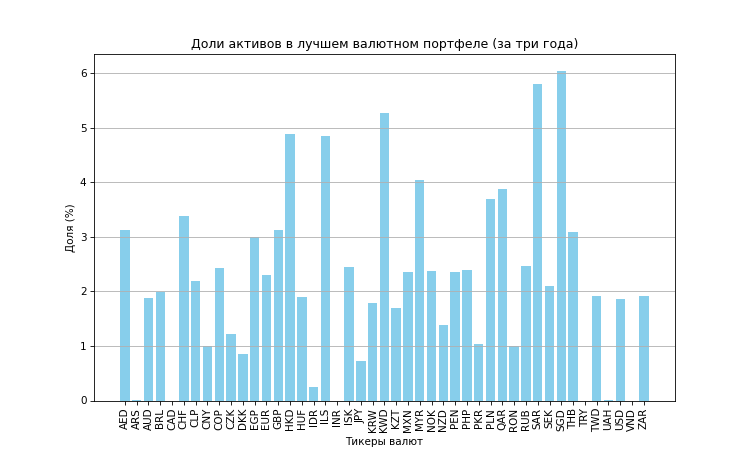 Доли активов в лучшем валютном портфеле (за три года)
Доля (%)
6
5
4
3
2
1
0
AED ARS AUD BRL CAD CHF CLP CNY COP CZK DKK EGP EUR GBP HKD HUF IDR ILS INR ISK JPY KRW KWD KZT MXN MYR NOK NZD PEN PHP PKR PLN QAR RON RUB SAR SEK SGD THB TRY TWD UAH USD VND ZAR
Тикеры валют